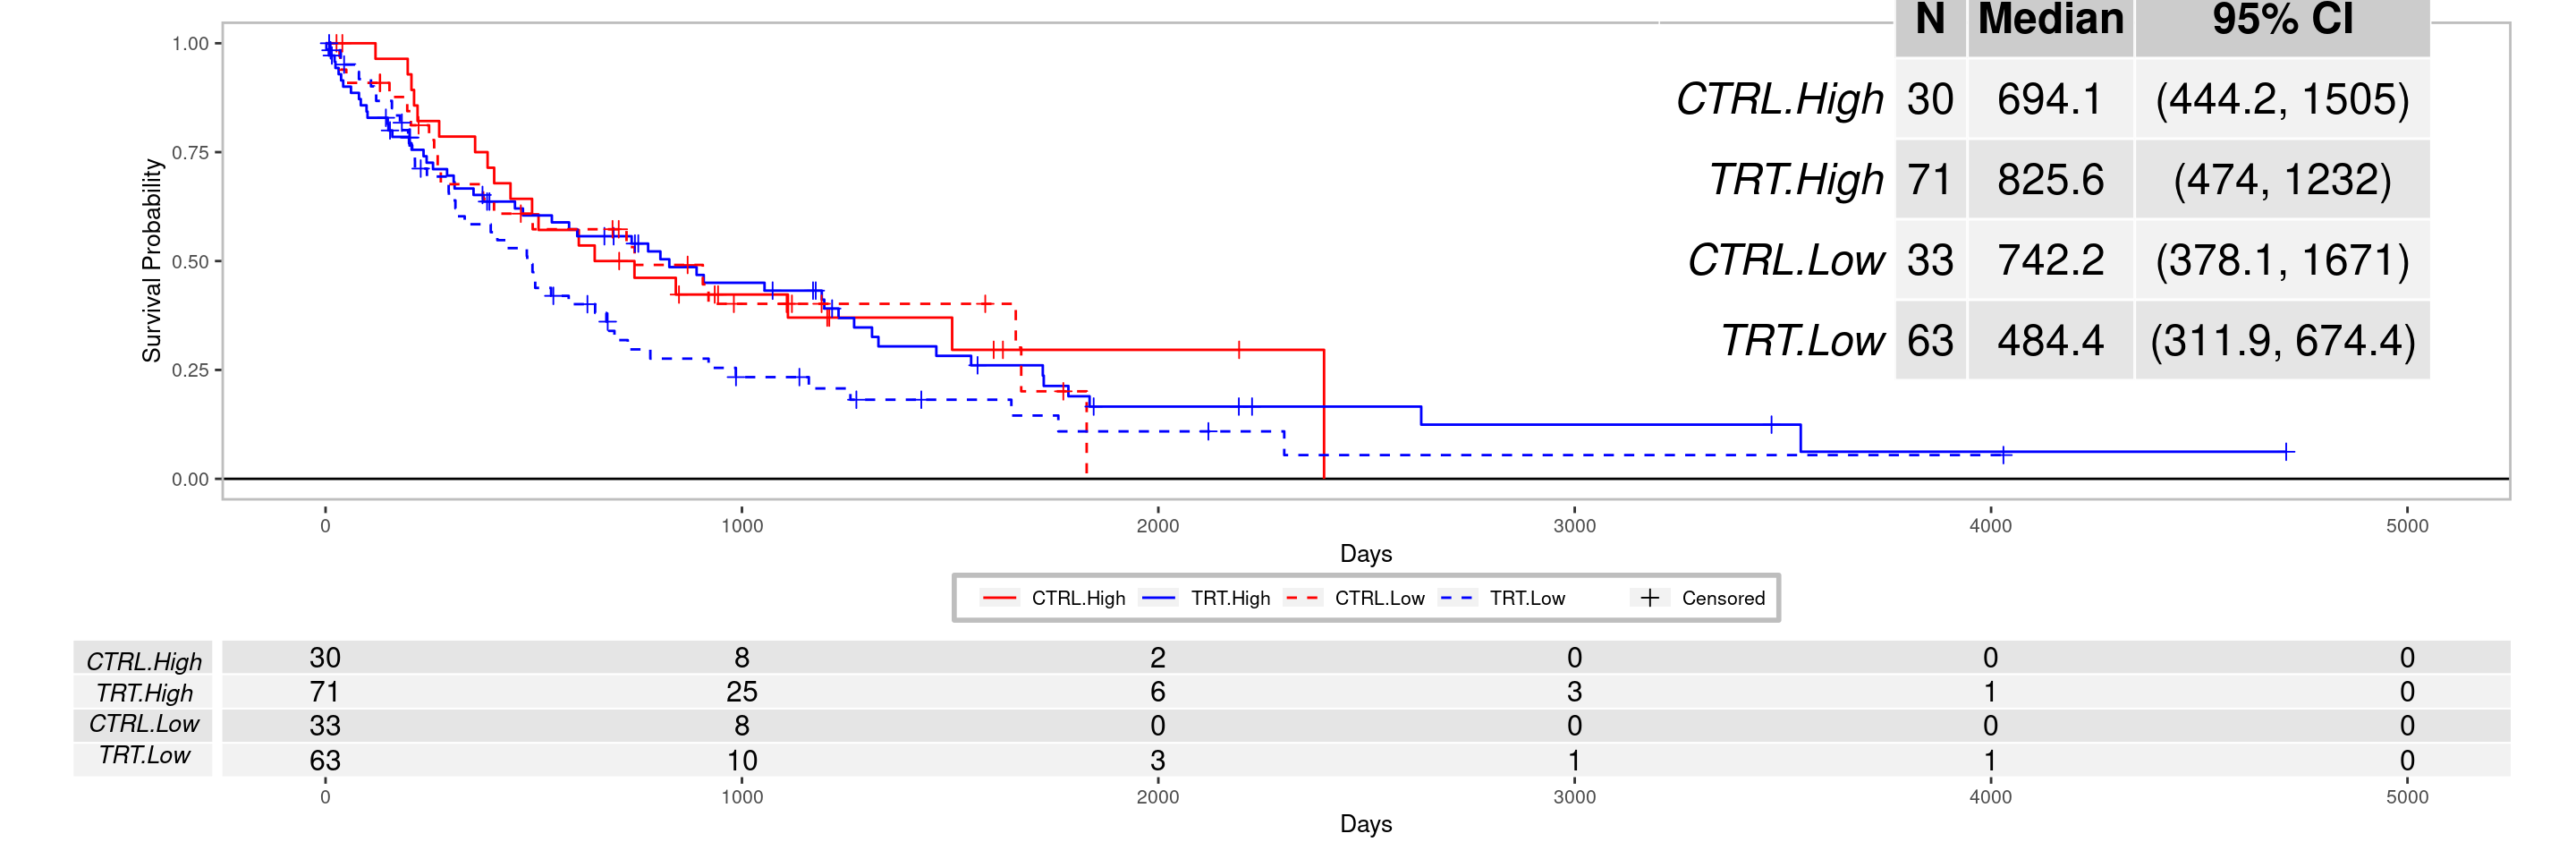 N Median 95% CI
CTRL.High 30 694.1 (444.2, 1505)
TRT.High 71 825.6 (474, 1232)
CTRL.Low 33 742.2 (378.1, 1671)
TRT.Low 63 484.4 (311.9, 674.4)
Survival Probability
1.00
0.75
0.50
0.25
0.00
0 1000 2000 3000 4000 5000
Days
CTRL.High TRT.High CTRL.Low TRT.Low Censored
CTRL.High 30 8 2 0 0 0
TRT.High 71 25 6 3 1 0
CTRL.Low 33 8 0 0 0 0
TRT.Low 63 10 3 1 1 0
0 1000 2000 3000 4000 5000
Days